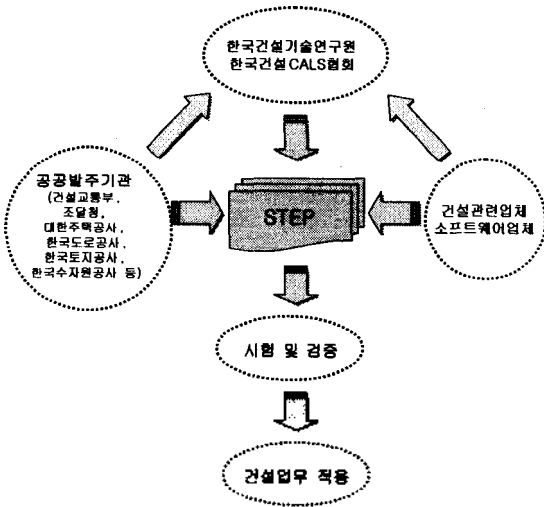 한국건설기술연구원
한국건설CALS협회
공공발주기관
(건설교통부,
조달청,
대한주택공사,
한국도로공사,
한국토지공사,
한국수자원공사 등)
STEP
건설관련업체
소프트웨어업체
시험 및 검증
건설업무 적용